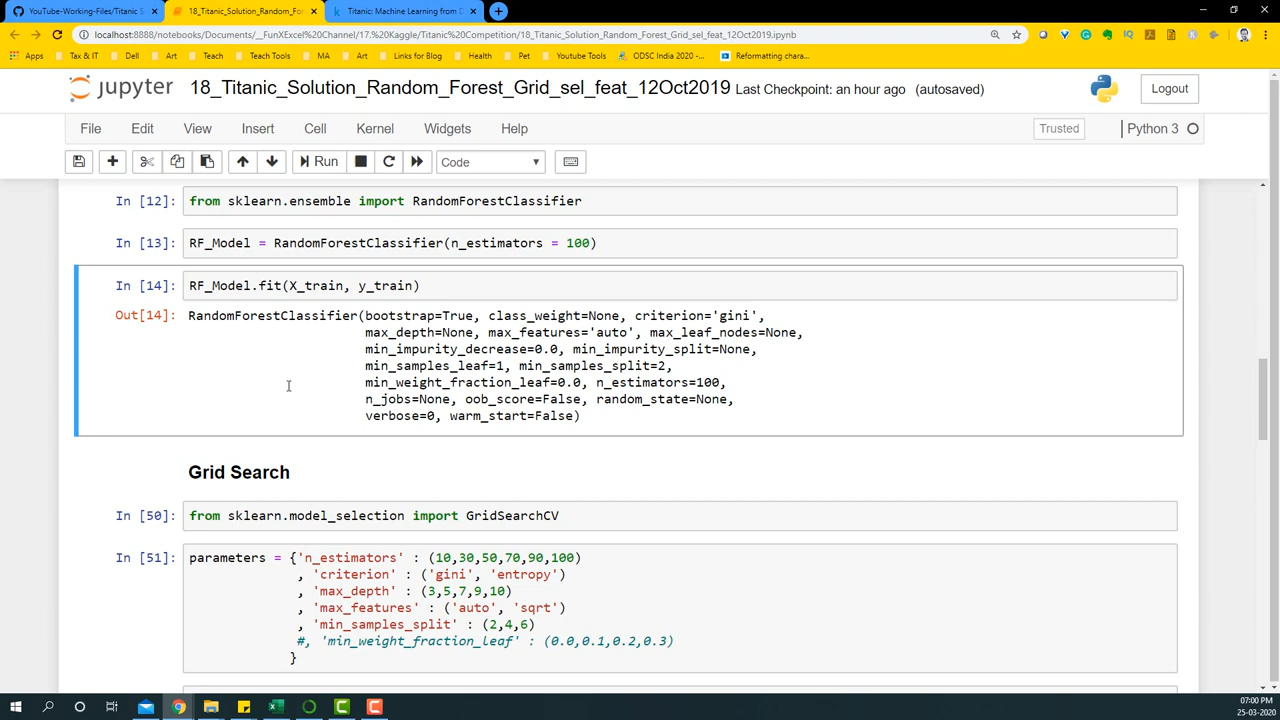 YouTube-Working-Files/Titanic S
18_Titanic_Solution_Random_Fore
Titanic: Machine Learning from D
localhost:8888/notebooks/Documents/__FunXExcel%20Channel/17.%20Kaggle/Titanic%20Competition/18_Titanic_Solution_Random_Forest_Grid_sel_feat_12Oct2019.ipynb
Apps Tax & IT Dell Art Teach Teach Tools Art Links for Blog Health Pet Youtube Tools ODSC India 2020 -... Reformatting chara...
jupyter 18_Titanic_Solution_Random_Forest_Grid_sel_feat_12Oct2019 Last Checkpoint: an hour ago (autosaved) Logout
File Edit View Insert Cell Kernel Widgets Help Trusted Python 3
Run Code
In [12]: from sklearn.ensemble import RandomForestClassifier
In [13]: RF_Model = RandomForestClassifier(n_estimators = 100)
In [14]: RF_Model.fit(X_train, y_train)
Out[14]: RandomForestClassifier(bootstrap=True, class_weight=None, criterion='gini',
max_depth=None, max_features='auto', max_leaf_nodes=None,
min_impurity_decrease=0.0, min_impurity_split=None,
min_samples_leaf=1, min_samples_split=2,
min_weight_fraction_leaf=0.0, n_estimators=100,
n_jobs=None, oob_score=False, random_state=None,
verbose=0, warm_start=False)
Grid Search
In [50]: from sklearn.model_selection import GridSearchCV
In [51]: parameters = {'n_estimators' : (10,30,50,70,90,100)
, 'criterion' : ('gini', 'entropy')
, 'max_depth' : (3,5,7,9,10)
, 'max_features' : ('auto', 'sqrt')
, 'min_samples_split' : (2,4,6)
#, 'min_weight_fraction_leaf' : (0.0,0.1,0.2,0.3)
}
07:00 PM
25-03-2020